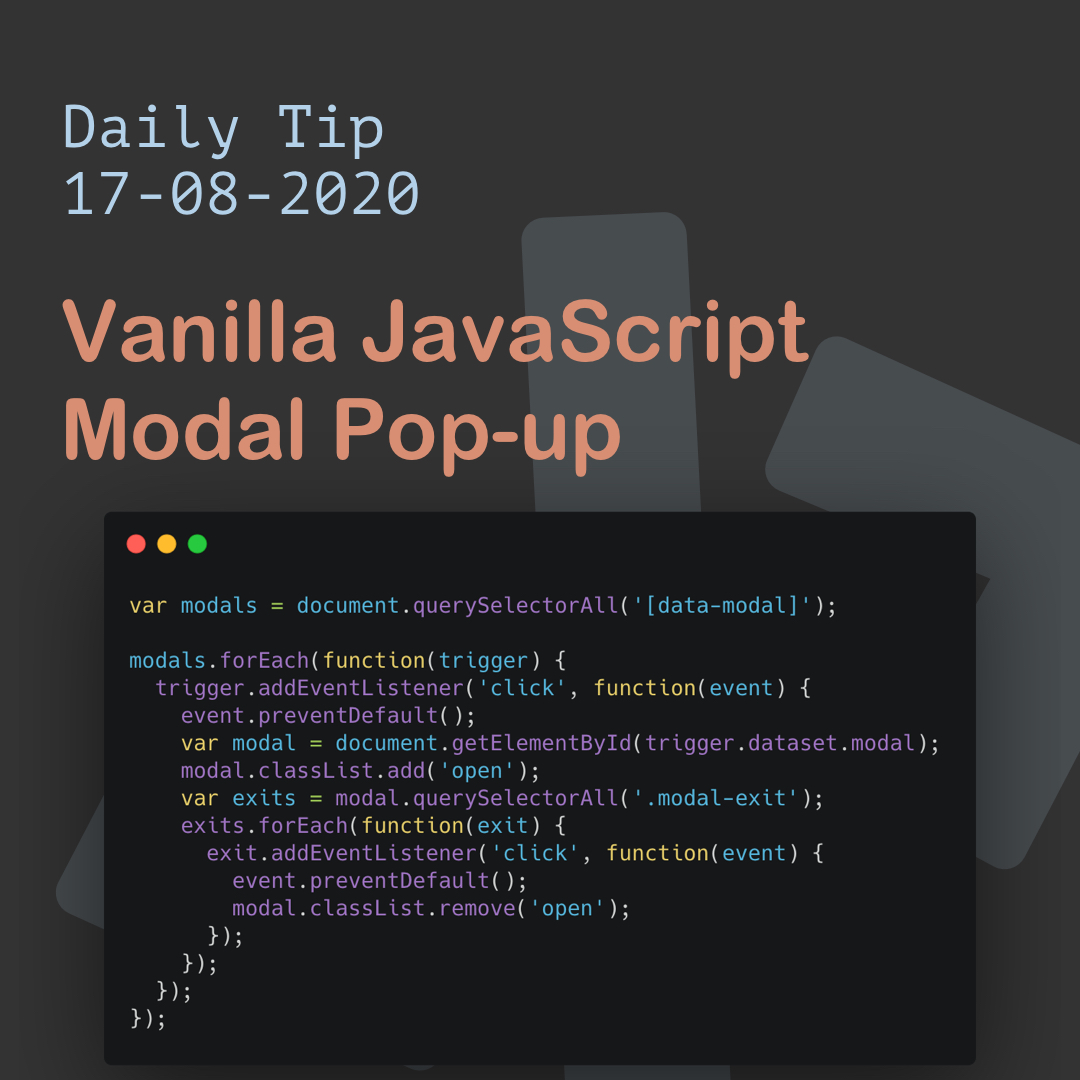 Daily Tip
17-08-2020
Vanilla JavaScript
Modal Pop-up
var modals = document.querySelectorAll('[data-modal]');
modals.forEach(function(trigger) {
  trigger.addEventListener('click', function(event) {
    event.preventDefault();
    var modal = document.getElementById(trigger.dataset.modal);
    modal.classList.add('open');
    var exits = modal.querySelectorAll('.modal-exit');
    exits.forEach(function(exit) {
      exit.addEventListener('click', function(event) {
        event.preventDefault();
        modal.classList.remove('open');
      });
    });
  });
});